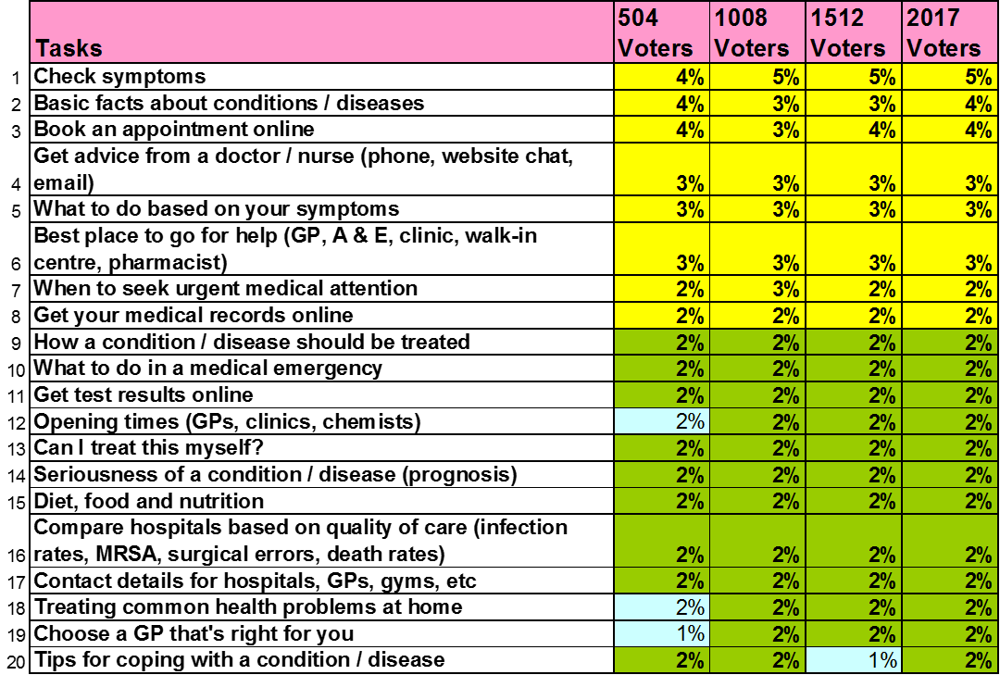 Tasks 504 Voters 1008 Voters 1512 Voters 2017 Voters
1 Check symptoms 4% 5% 5% 5%
2 Basic facts about conditions / diseases 4% 3% 3% 4%
3 Book an appointment online 4% 3% 4% 4%
Get advice from a doctor / nurse (phone, website chat,
4 email) 3% 3% 3% 3%
5 What to do based on your symptoms 3% 3% 3% 3%
Best place to go for help (GP, A & E, clinic, walk-in
6 centre, pharmacist) 3% 3% 3% 3%
7 When to seek urgent medical attention 2% 3% 2% 2%
8 Get your medical records online 2% 2% 2% 2%
9 How a condition / disease should be treated 2% 2% 2% 2%
10 What to do in a medical emergency 2% 2% 2% 2%
11 Get test results online 2% 2% 2% 2%
12 Opening times (GPs, clinics, chemists) 2% 2% 2% 2%
13 Can I treat this myself? 2% 2% 2% 2%
14 Seriousness of a condition / disease (prognosis) 2% 2% 2% 2%
15 Diet, food and nutrition 2% 2% 2% 2%
Compare hospitals based on quality of care (infection
16 rates, MRSA, surgical errors, death rates) 2% 2% 2% 2%
17 Contact details for hospitals, GPs, gyms, etc 2% 2% 2% 2%
18 Treating common health problems at home 2% 2% 2% 2%
19 Choose a GP that's right for you 1% 2% 2% 2%
20 Tips for coping with a condition / disease 2% 2% 1% 2%